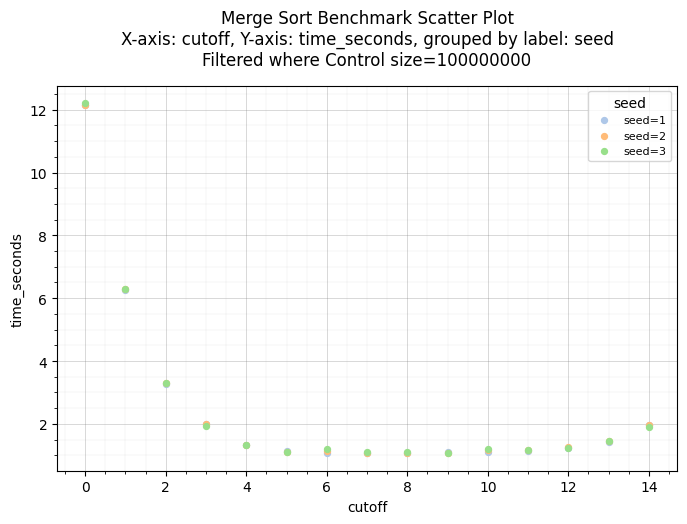 Merge Sort Benchmark Scatter Plot
X-axis: cutoff, Y-axis: time_seconds, grouped by label: seed
Filtered where Control size=100000000
seed
seed=1
seed=2
seed=3
time_seconds
12
10
8
6
4
2
0 2 4 6 8 10 12 14
cutoff